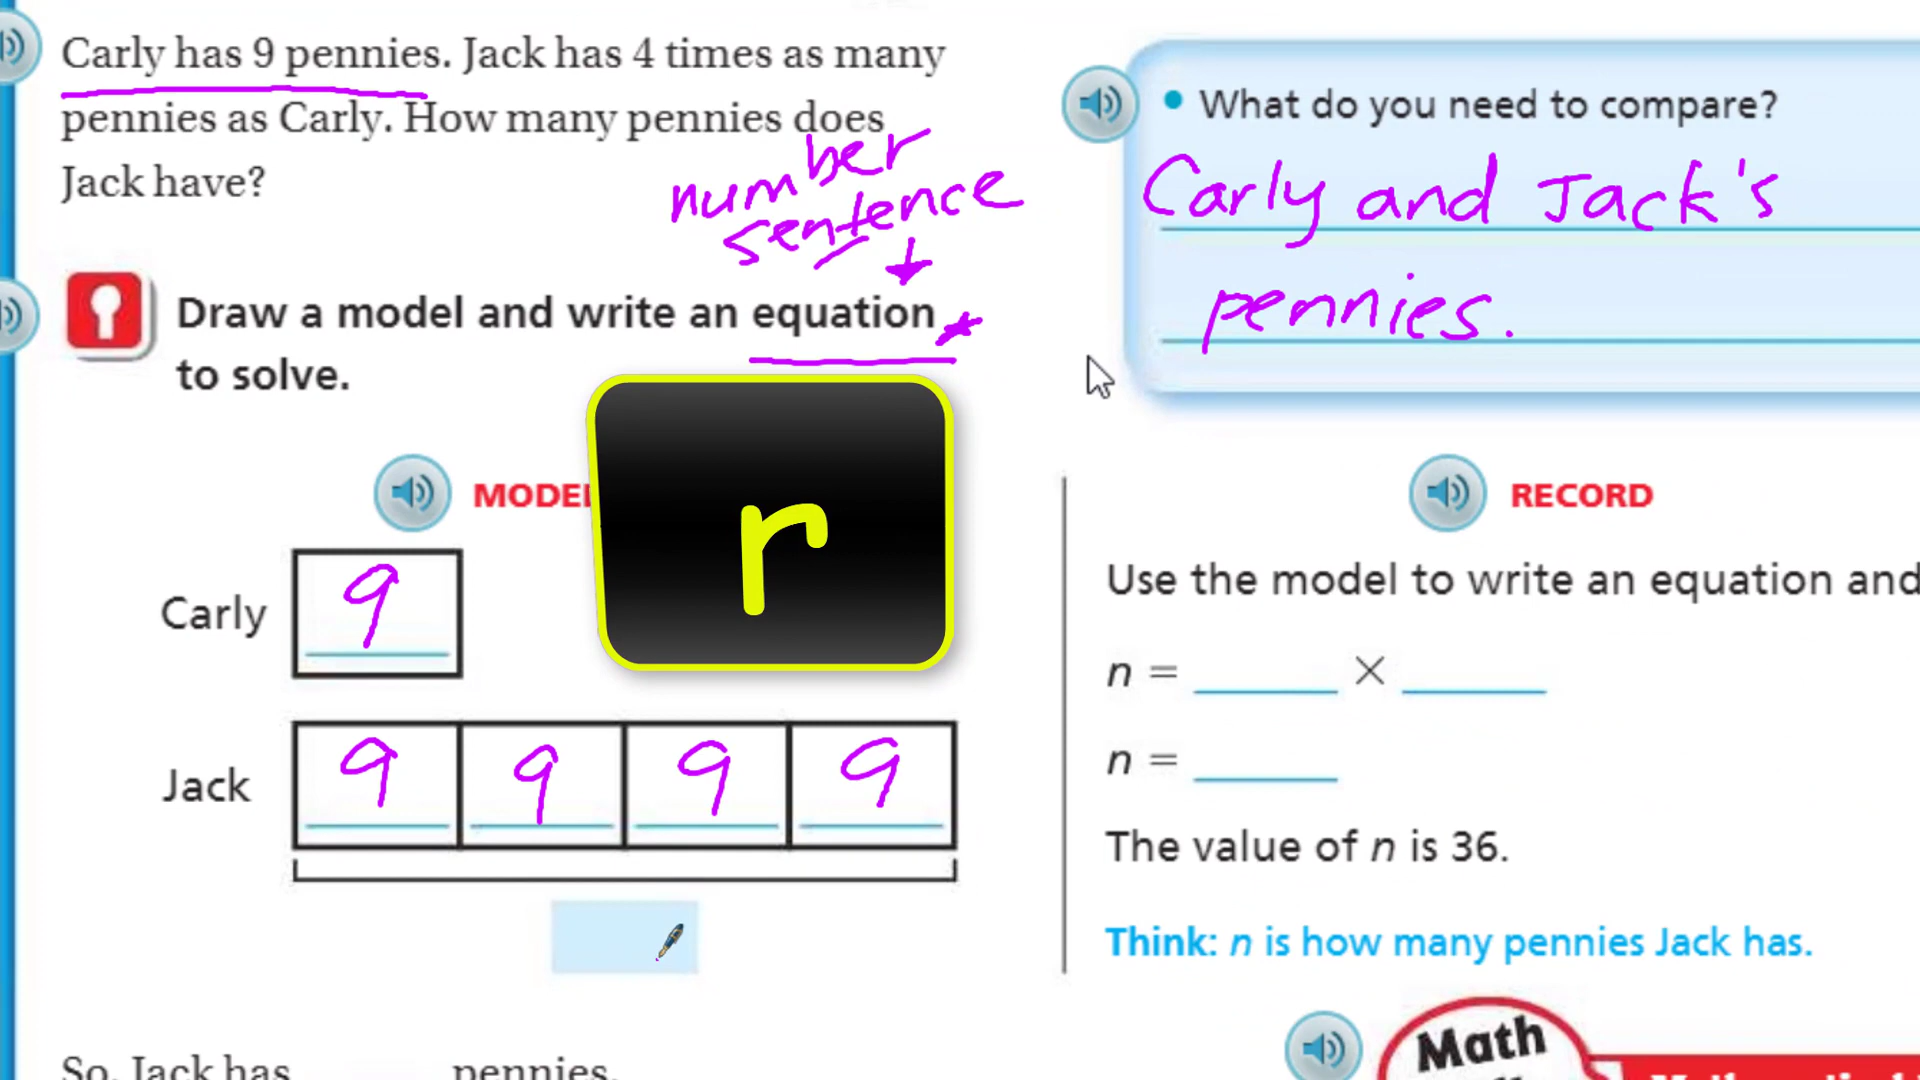 Carly has 9 pennies. Jack has 4 times as many
pennies as Carly. How many pennies does
Jack have?
number
sentence
Draw a model and write an equation
to solve.
What do you need to compare?
Carly and Jack's
pennies.
MODEL
r
Carly 9
Jack 9 9 9 9
So, Jack has pennies.
RECORD
Use the model to write an equation and
n = ×
n =
The value of n is 36.
Think: n is how many pennies Jack has.
Math